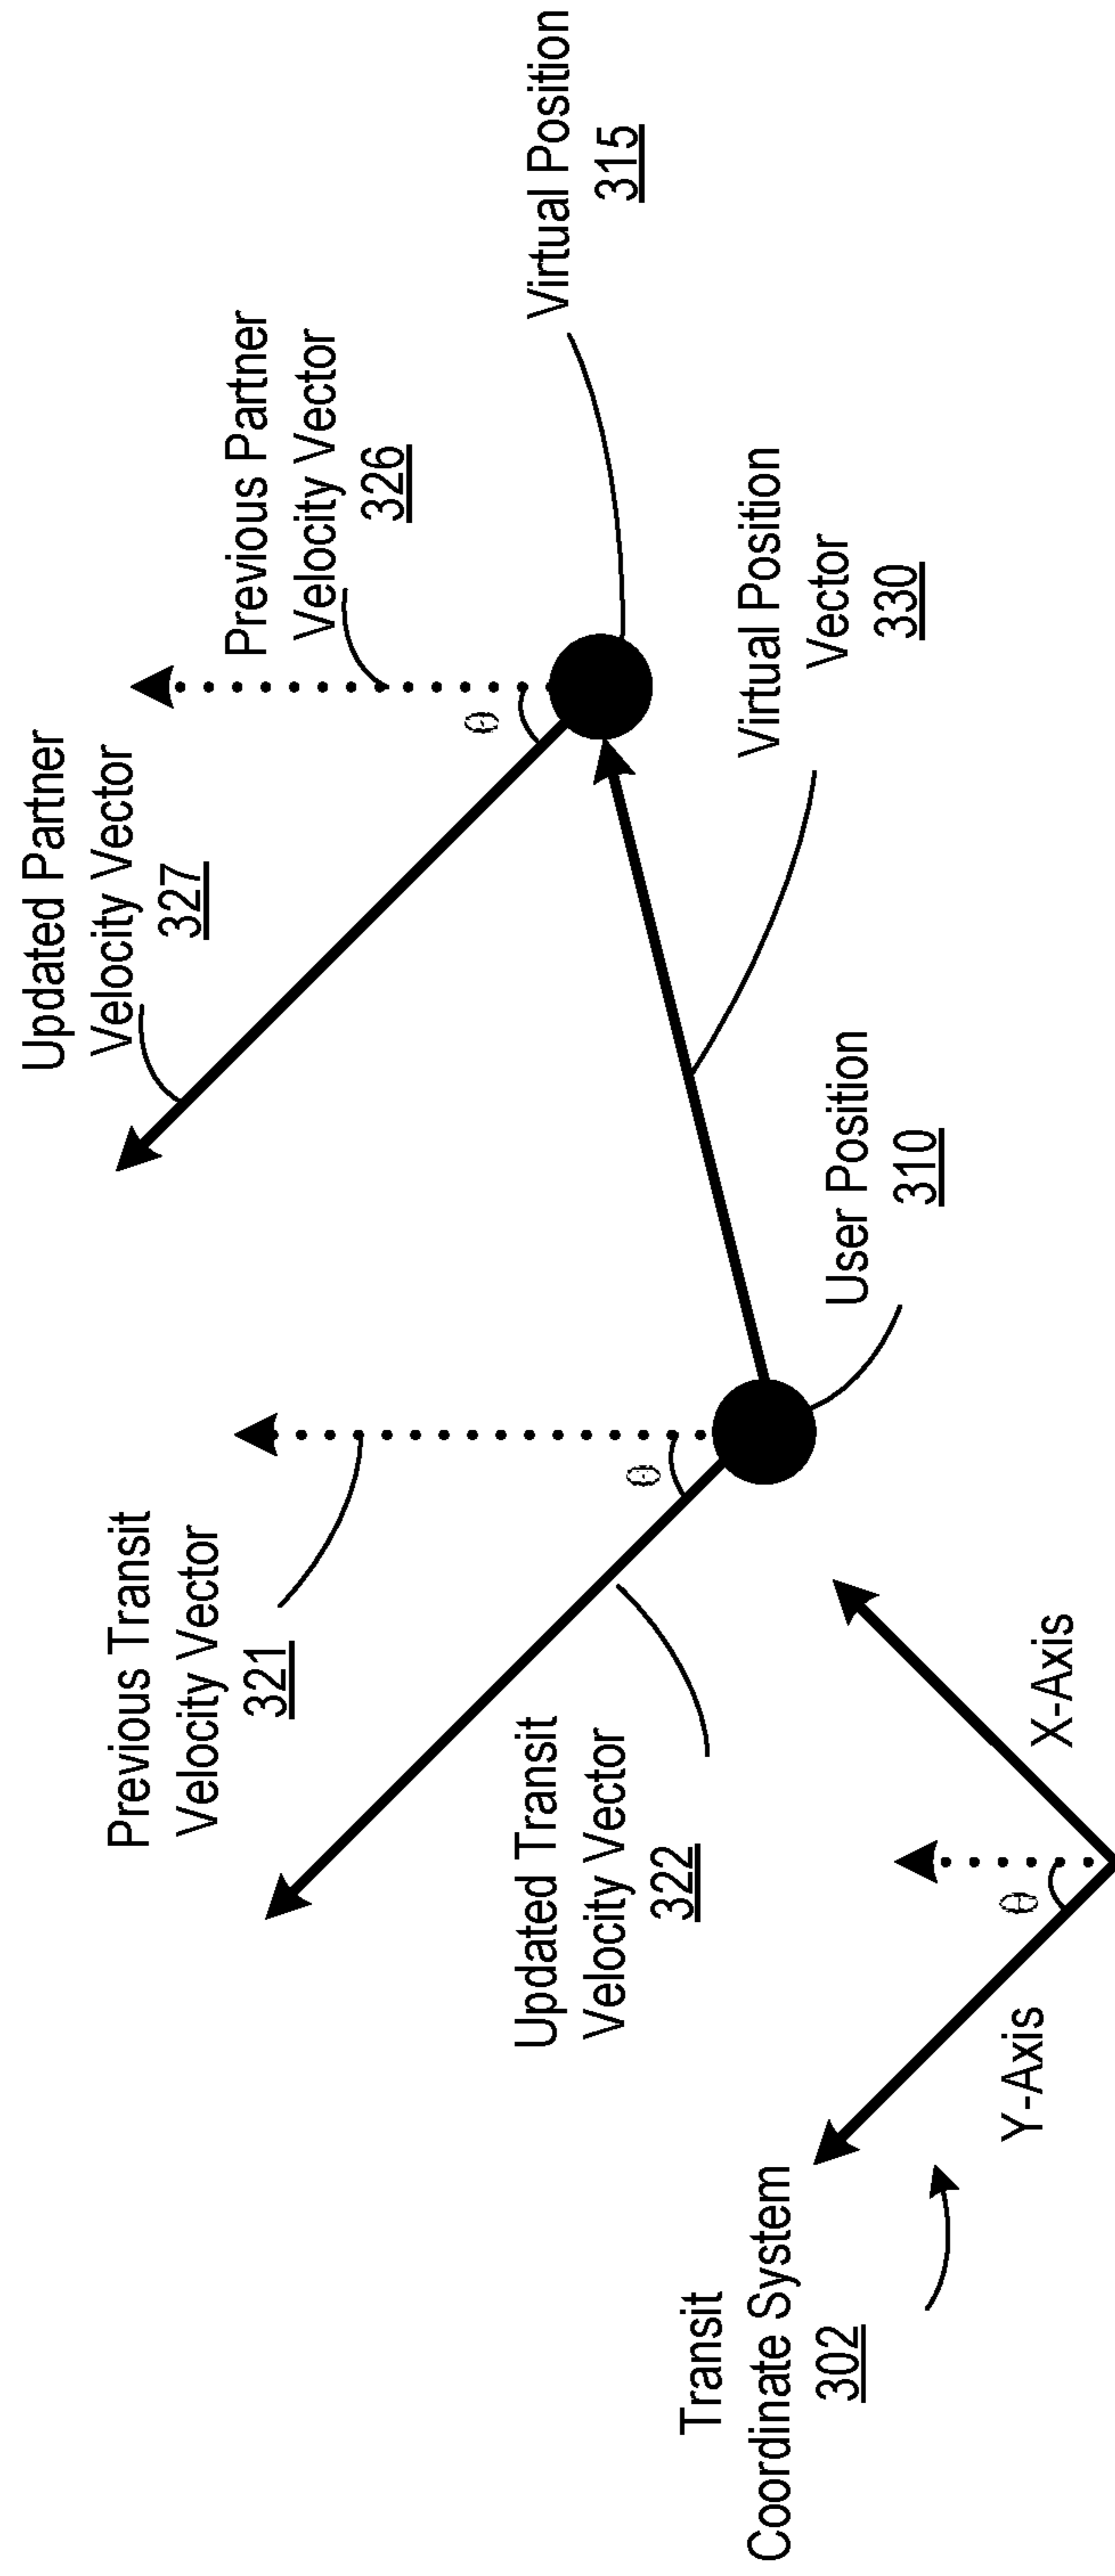 Updated Partner
Velocity Vector
327
Previous Partner
Velocity Vector
326
θ
Virtual Position
315
Previous Transit
Velocity Vector
321
θ
Updated Transit
Velocity Vector
322
Virtual Position
Vector
330
User Position
310
Transit
Coordinate System
302
θ
Y-Axis
X-Axis